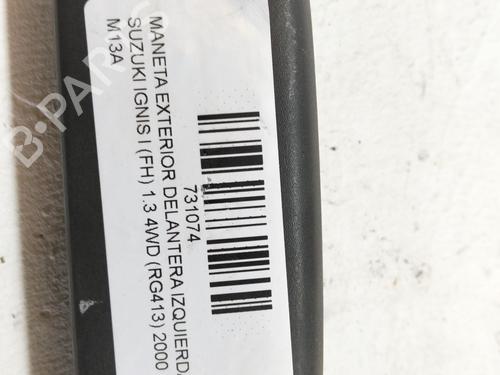 731074
MANETA EXTERIOR DELANTERA IZQUIERDA
SUZUKI IGNIS I (FH) 1.3 4WD (RG413) 2000
M13A
B-PARTS